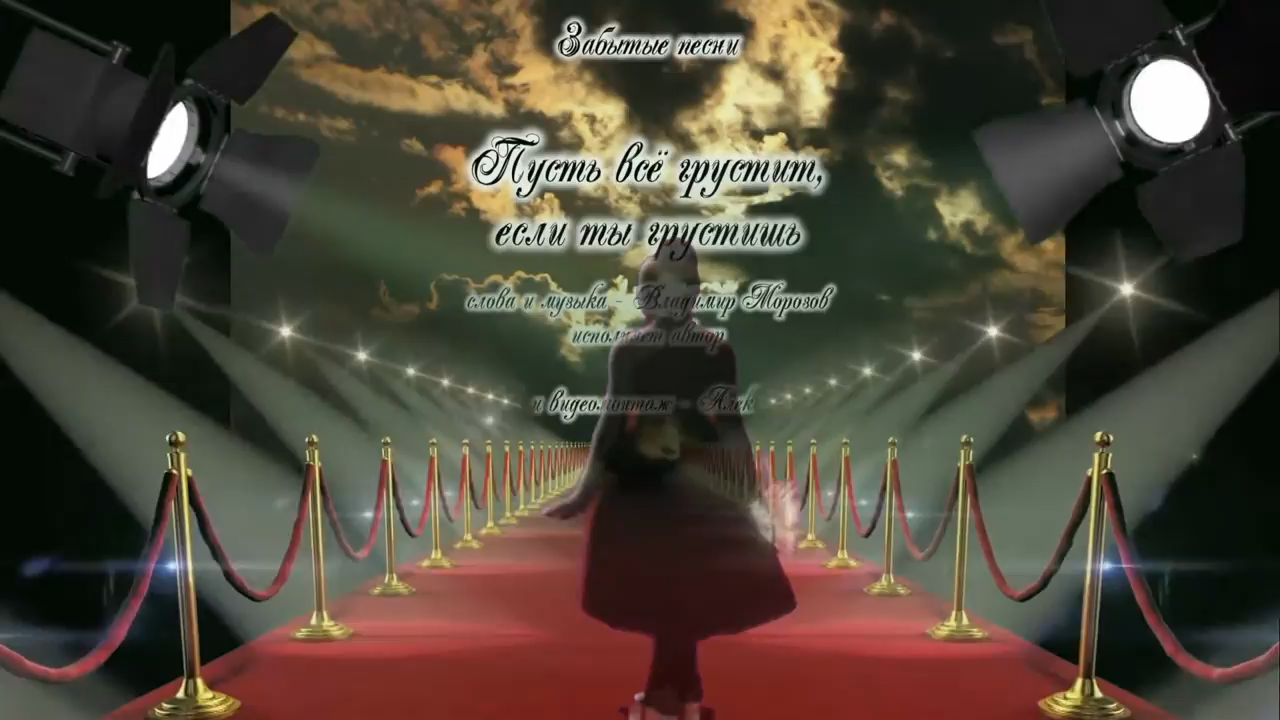 Забытые песни
Пусть всё грустит,
если ты грустишь
слова и музыка - Владимир Морозов
исполняет автор
и видеомонтаж - Алек